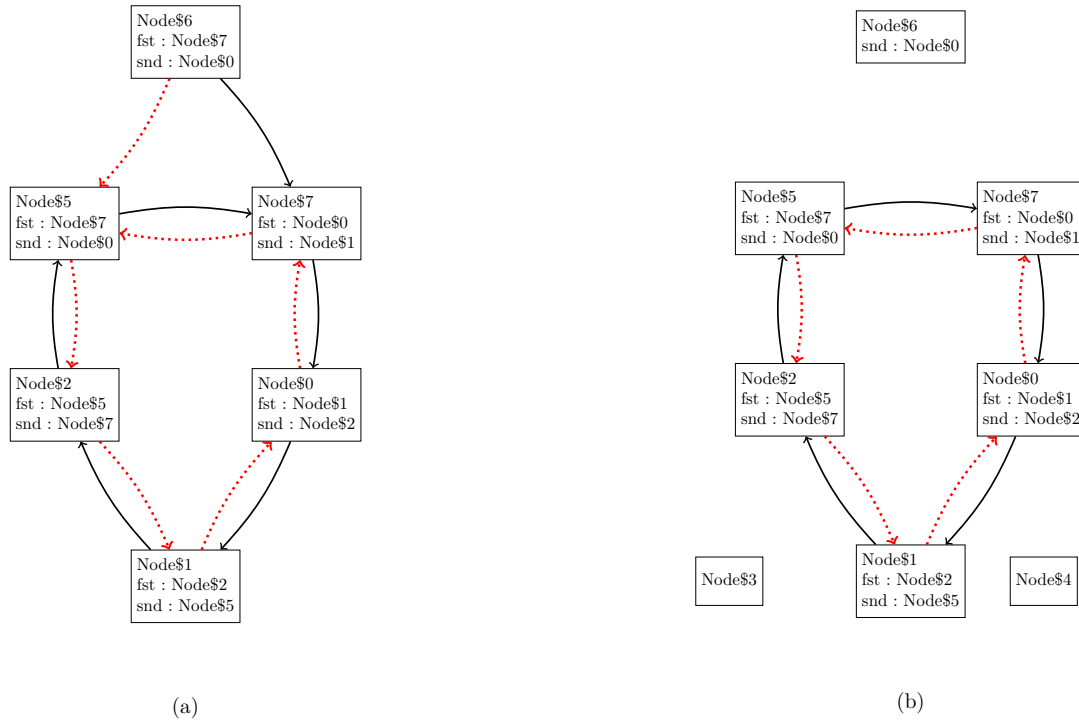 Node$6
fst : Node$7
snd : Node$0
Node$5
fst : Node$7
snd : Node$0
Node$7
fst : Node$0
snd : Node$1
Node$2
fst : Node$5
snd : Node$7
Node$0
fst : Node$1
snd : Node$2
Node$1
fst : Node$2
snd : Node$5
(a)
Node$6
snd : Node$0
Node$5
fst : Node$7
snd : Node$0
Node$7
fst : Node$0
snd : Node$1
Node$2
fst : Node$5
snd : Node$7
Node$0
fst : Node$1
snd : Node$2
Node$3
Node$1
fst : Node$2
snd : Node$5
Node$4
(b)